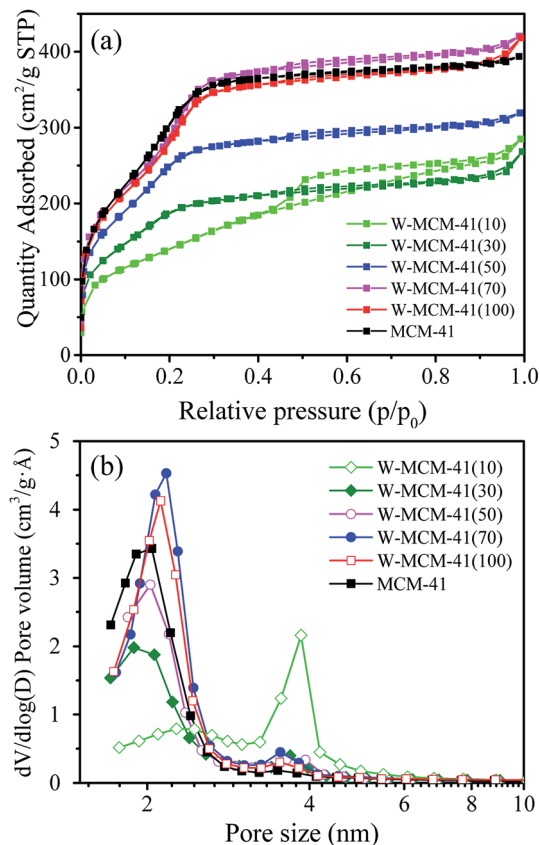 (a)
Quantity Adsorbed (cm²/g STP)
400
300
200
100
0
W-MCM-41(10)
W-MCM-41(30)
W-MCM-41(50)
W-MCM-41(70)
W-MCM-41(100)
MCM-41
0.0 0.2 0.4 0.6 0.8 1.0
Relative pressure (p/p₀)
(b)
dV/dlog(D) Pore volume (cm³/g·Å)
5
4
3
2
1
0
W-MCM-41(10)
W-MCM-41(30)
W-MCM-41(50)
W-MCM-41(70)
W-MCM-41(100)
MCM-41
2 4 6 8 10
Pore size (nm)